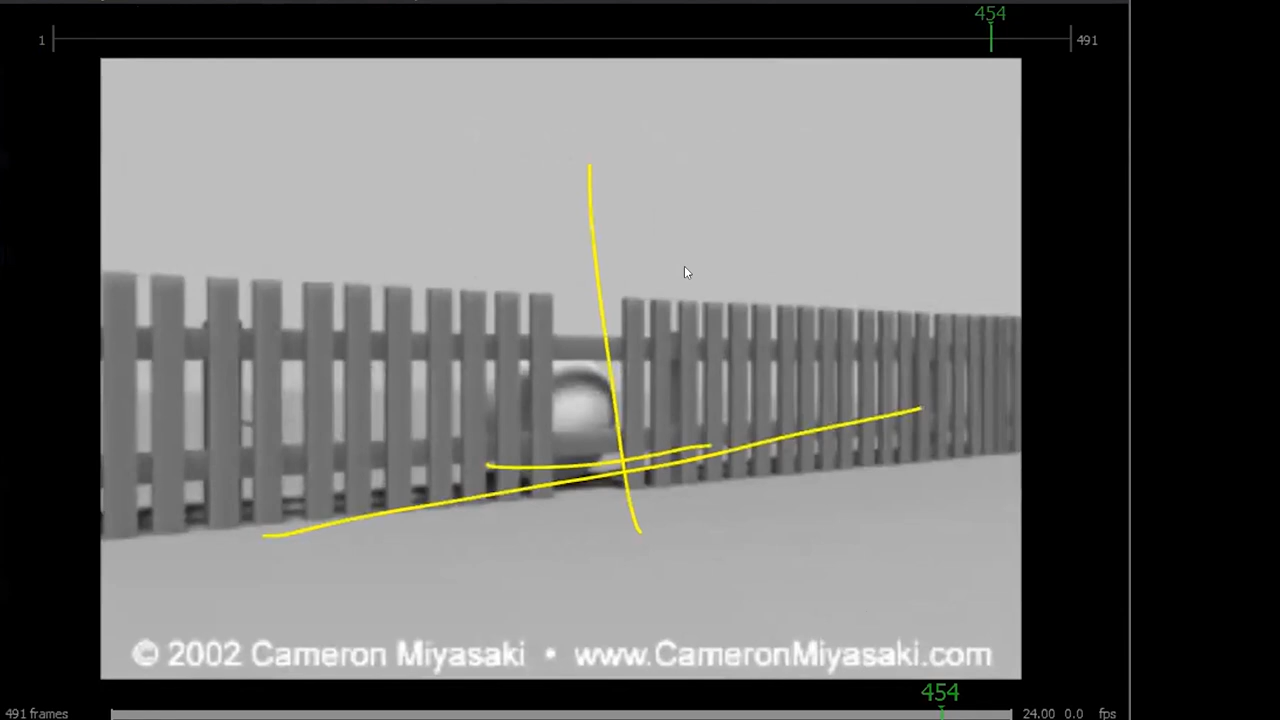 454
1
491
© 2002 Cameron Miyasaki • www.CameronMiyasaki.com
454
491 frames
24.00 0.0 fps